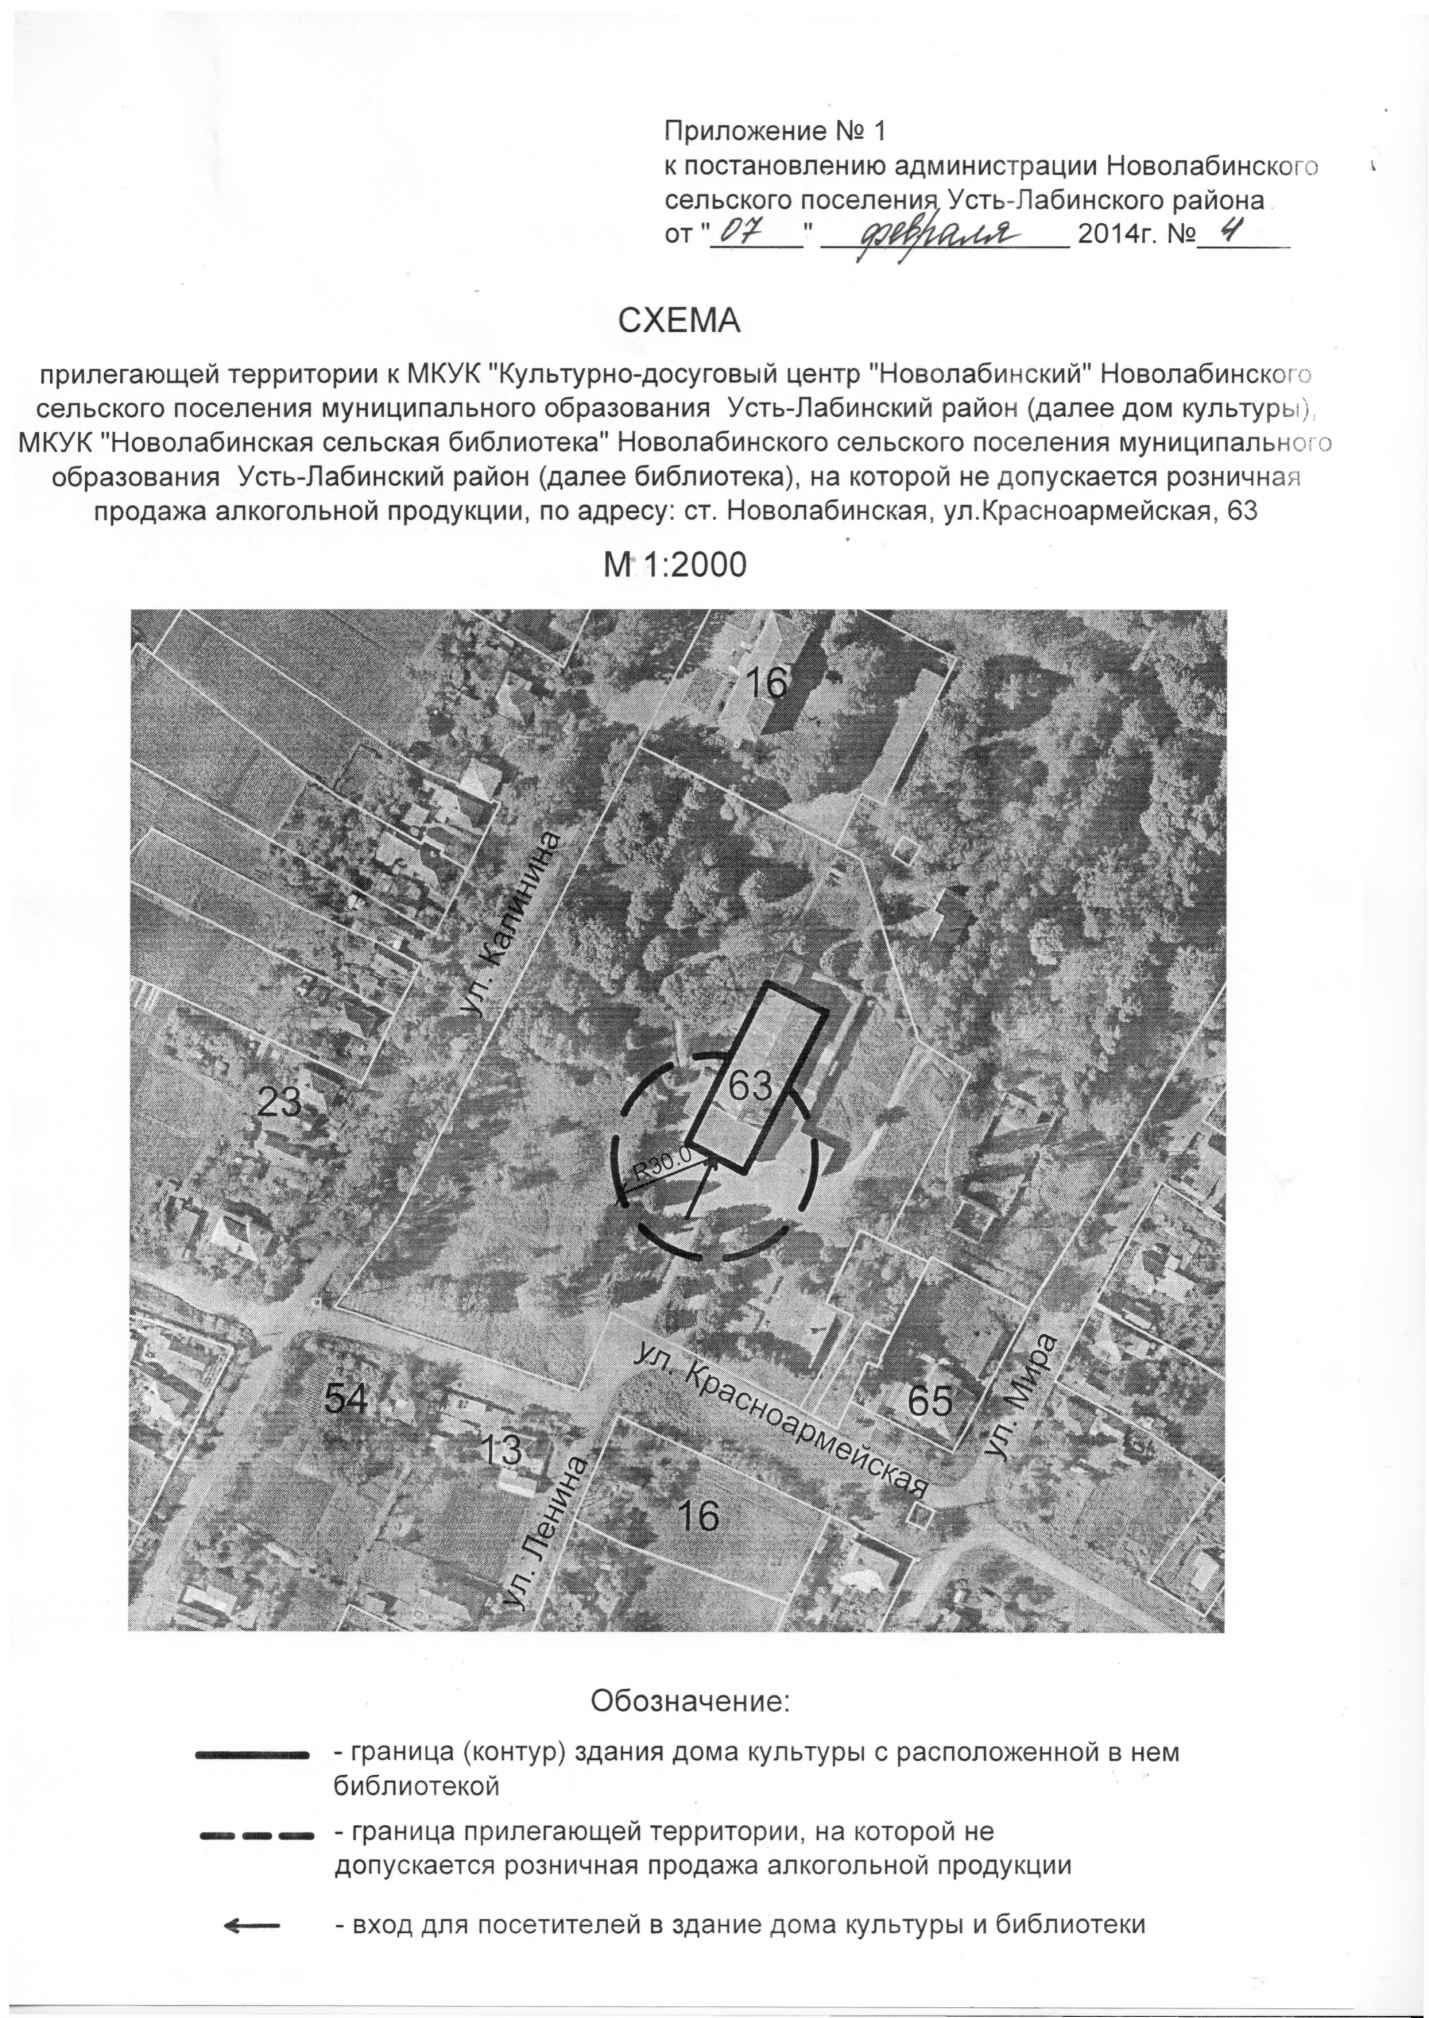 Приложение № 1
к постановлению администрации Новолабинского
сельского поселения Усть-Лабинского района
от "07" февраля 2014г. № 4
СХЕМА
прилегающей территории к МКУК "Культурно-досуговый центр "Новолабинский" Новолабинского
сельского поселения муниципального образования Усть-Лабинский район (далее дом культуры),
МКУК "Новолабинская сельская библиотека" Новолабинского сельского поселения муниципального
образования Усть-Лабинский район (далее библиотека), на которой не допускается розничная
продажа алкогольной продукции, по адресу: ст. Новолабинская, ул.Красноармейская, 63
М 1:2000
16
ул. Калинина
63
23
R30.0
ул. Красноармейская
ул. Мира
54
65
13
ул. Ленина
16
Обозначение:
- граница (контур) здания дома культуры с расположенной в нем
библиотекой
- граница прилегающей территории, на которой не
допускается розничная продажа алкогольной продукции
- вход для посетителей в здание дома культуры и библиотеки